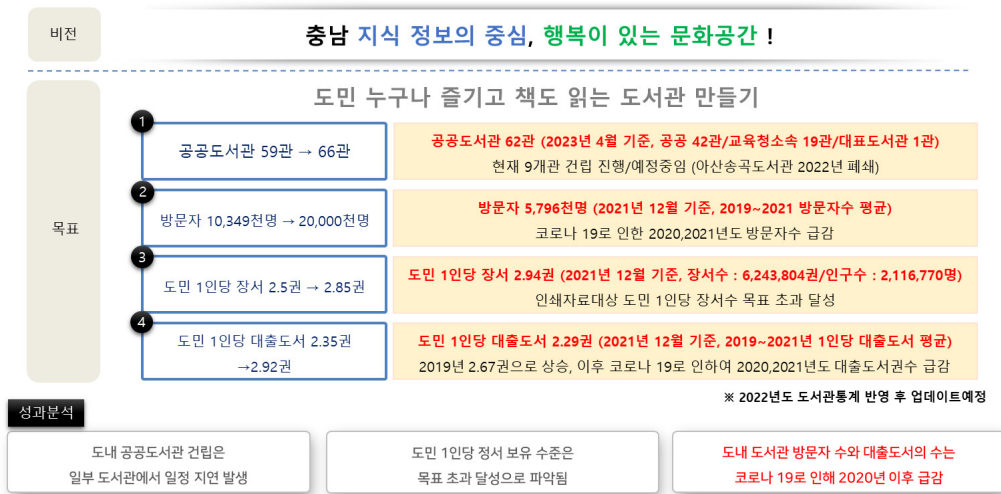 비전
충남 지식 정보의 중심, 행복이 있는 문화공간 !
목표
도민 누구나 즐기고 책도 읽는 도서관 만들기
1
공공도서관 59관 → 66관
공공도서관 62관 (2023년 4월 기준, 공공 42관/교육청소속 19관/대표도서관 1관)
현재 9개관 건립 진행/예정중임 (아산송곡도서관 2022년 폐쇄)
2
방문자 10,349천명 → 20,000천명
방문자 5,796천명 (2021년 12월 기준, 2019~2021 방문자수 평균)
코로나 19로 인한 2020,2021년도 방문자수 급감
3
도민 1인당 장서 2.5권 → 2.85권
도민 1인당 장서 2.94권 (2021년 12월 기준, 장서수 : 6,243,804권/인구수 : 2,116,770명)
인쇄자료대상 도민 1인당 장서수 목표 초과 달성
4
도민 1인당 대출도서 2.35권
→2.92권
도민 1인당 대출도서 2.29권 (2021년 12월 기준, 2019~2021년 1인당 대출도서 평균)
2019년 2.67권으로 상승, 이후 코로나 19로 인하여 2020,2021년도 대출도서권수 급감
※ 2022년도 도서관통계 반영 후 업데이트예정
성과분석
도내 공공도서관 건립은
일부 도서관에서 일정 지연 발생
도민 1인당 정서 보유 수준은
목표 초과 달성으로 파악됨
도내 도서관 방문자 수와 대출도서의 수는
코로나 19로 인해 2020년 이후 급감